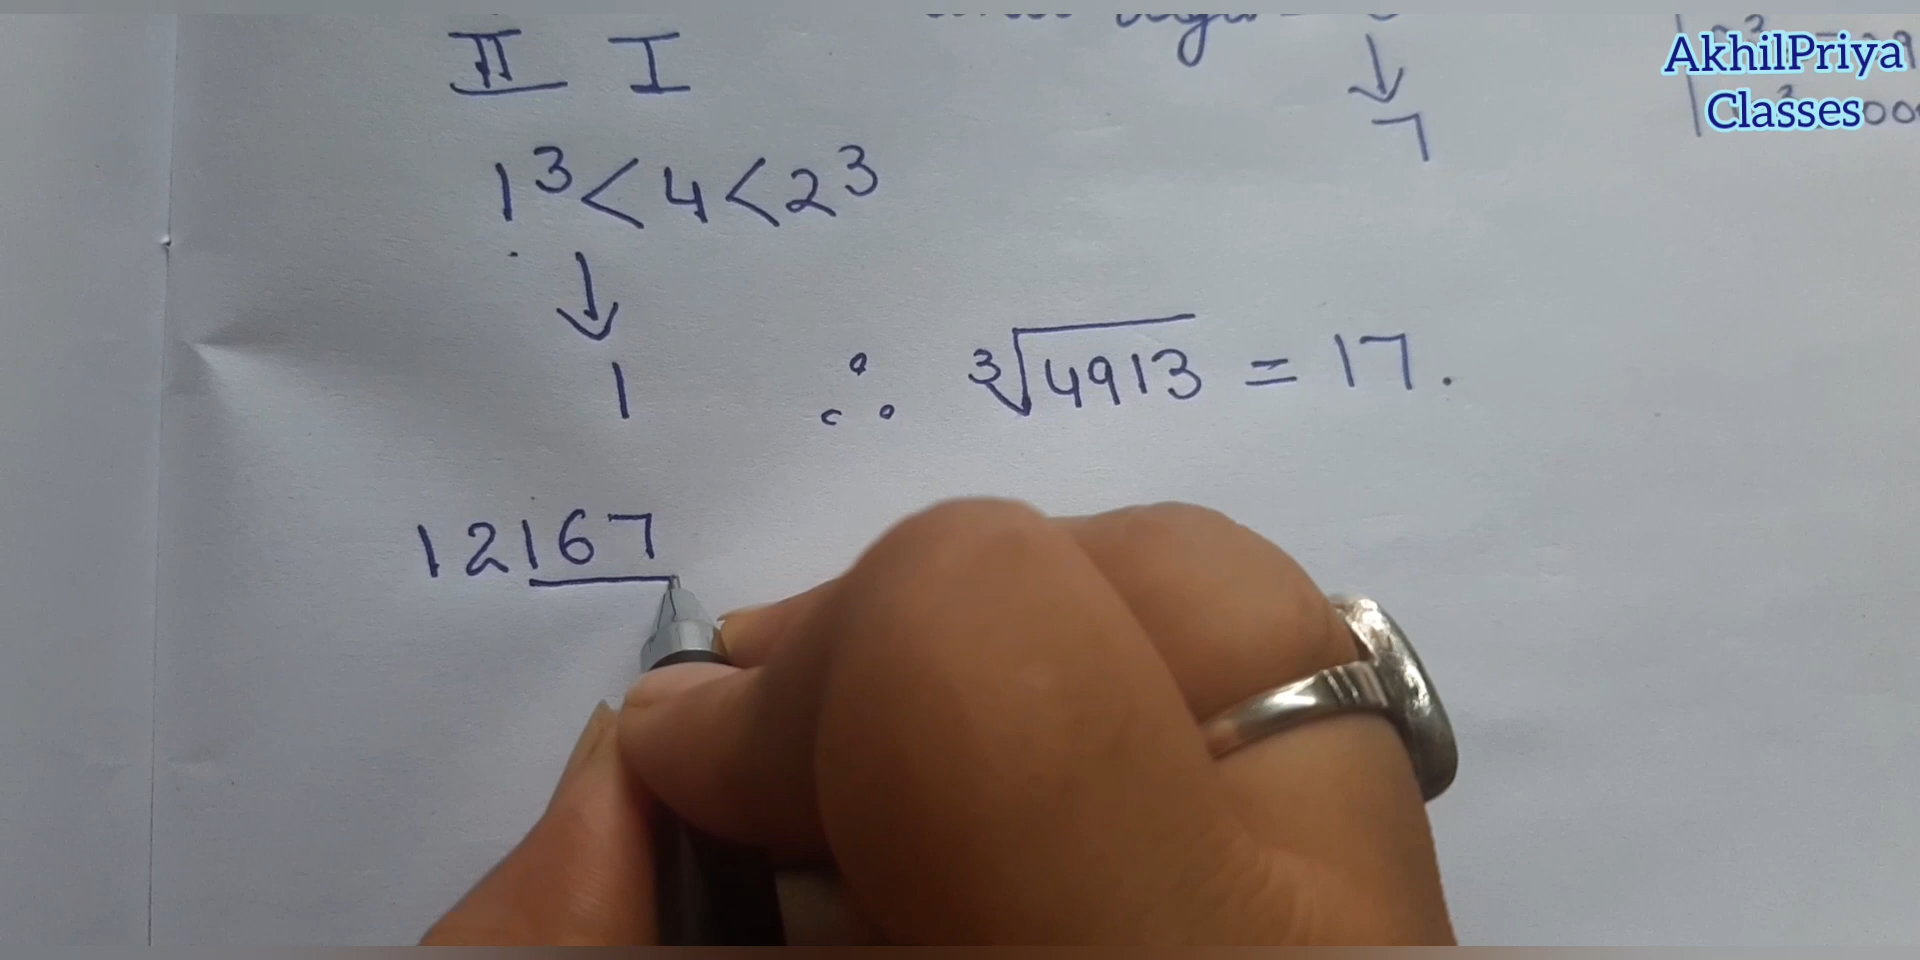 II I
AkhilPriya
Classes
7
1³ < 4 < 2³
1
∴ ∛4913 = 17.
12167